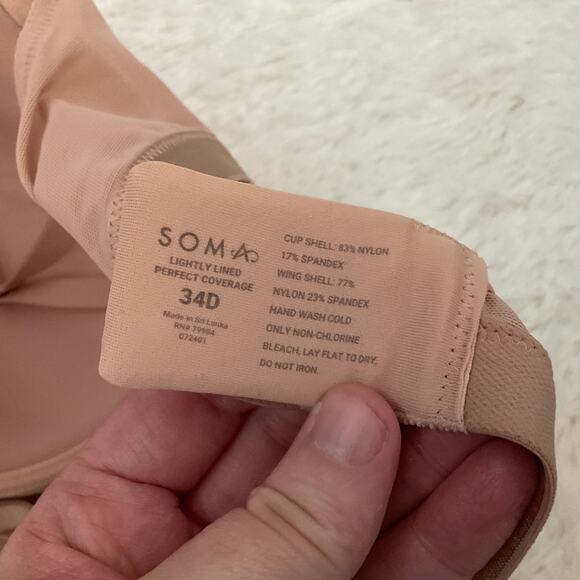 SOMA
LIGHTLY LINED
PERFECT COVERAGE
34D
Made in Sri Lanka
RN# 79984
072401
CUP SHELL: 83% NYLON
17% SPANDEX
WING SHELL: 77%
NYLON 23% SPANDEX
HAND WASH COLD
ONLY NON-CHLORINE
BLEACH, LAY FLAT TO DRY,
DO NOT IRON.